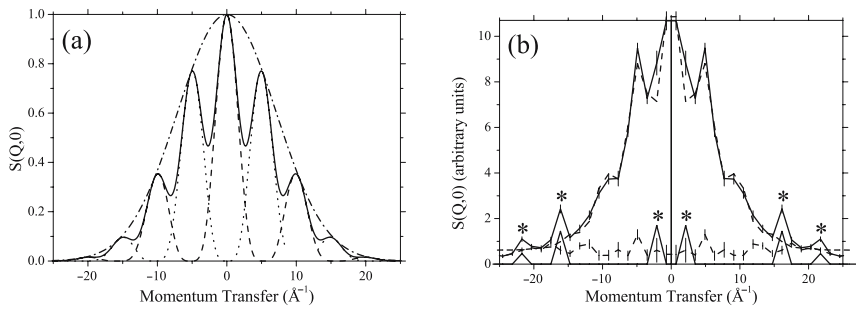 (a)
S(Q,0)
1.0
0.8
0.6
0.4
0.2
0.0
−20 −10 0 10 20
Momentum Transfer (Å⁻¹)
(b)
S(Q,0) (arbitrary units)
10
8
6
4
2
0
* * * * * *
−20 −10 0 10 20
Momentum Transfer (Å⁻¹)